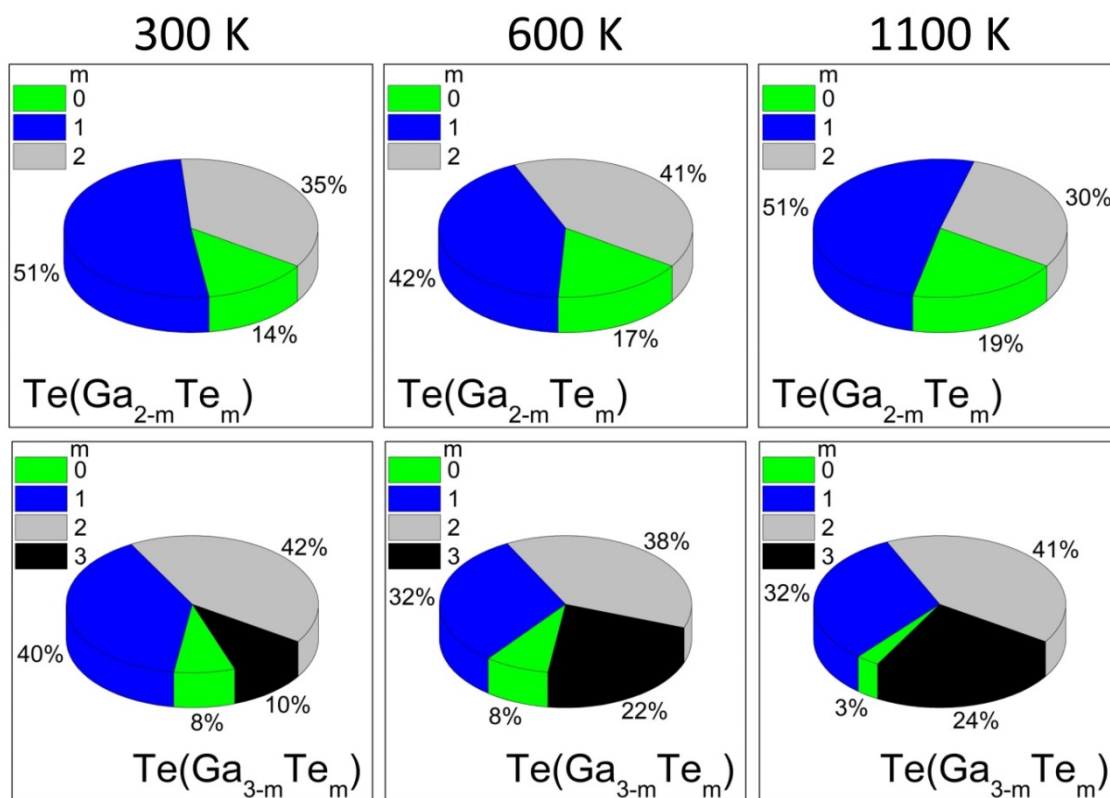 300 K
600 K
1100 K
m
0
1
2
35%
51%
14%
Te(Ga2-mTem)
m
0
1
2
41%
42%
17%
Te(Ga2-mTem)
m
0
1
2
51%
30%
19%
Te(Ga2-mTem)
m
0
1
2
3
42%
40%
10%
8%
Te(Ga3-mTem)
m
0
1
2
3
38%
32%
8%
22%
Te(Ga3-mTem)
m
0
1
2
3
41%
32%
3%
24%
Te(Ga3-mTem)